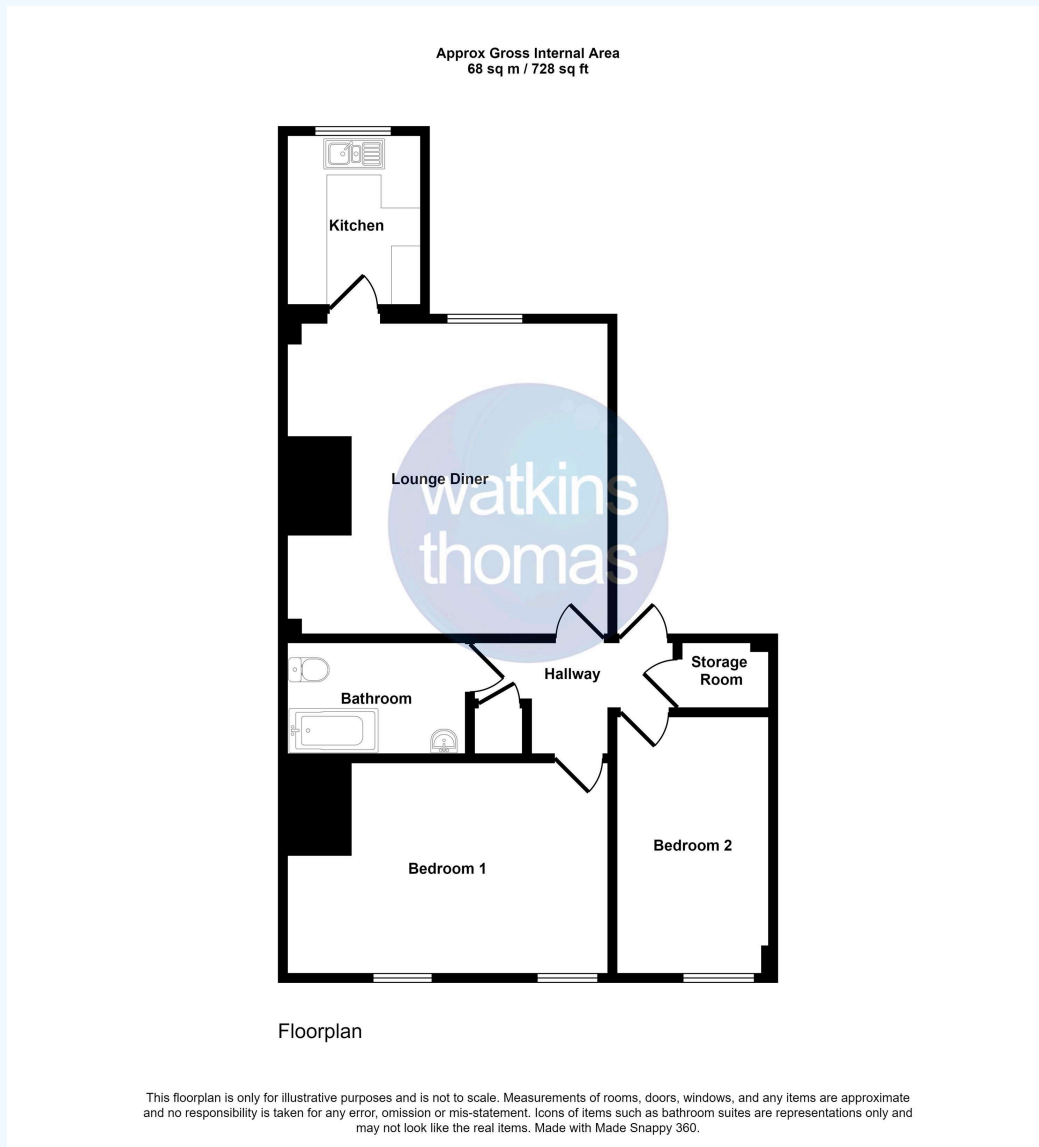 Approx Gross Internal Area
68 sq m / 728 sq ft
Kitchen
Lounge Diner
watkins
thomas
Hallway
Storage
Room
Bathroom
Bedroom 2
Bedroom 1
Floorplan
This floorplan is only for illustrative purposes and is not to scale. Measurements of rooms, doors, windows, and any items are approximate
and no responsibility is taken for any error, omission or mis-statement. Icons of items such as bathroom suites are representations only and
may not look like the real items. Made with Made Snappy 360.